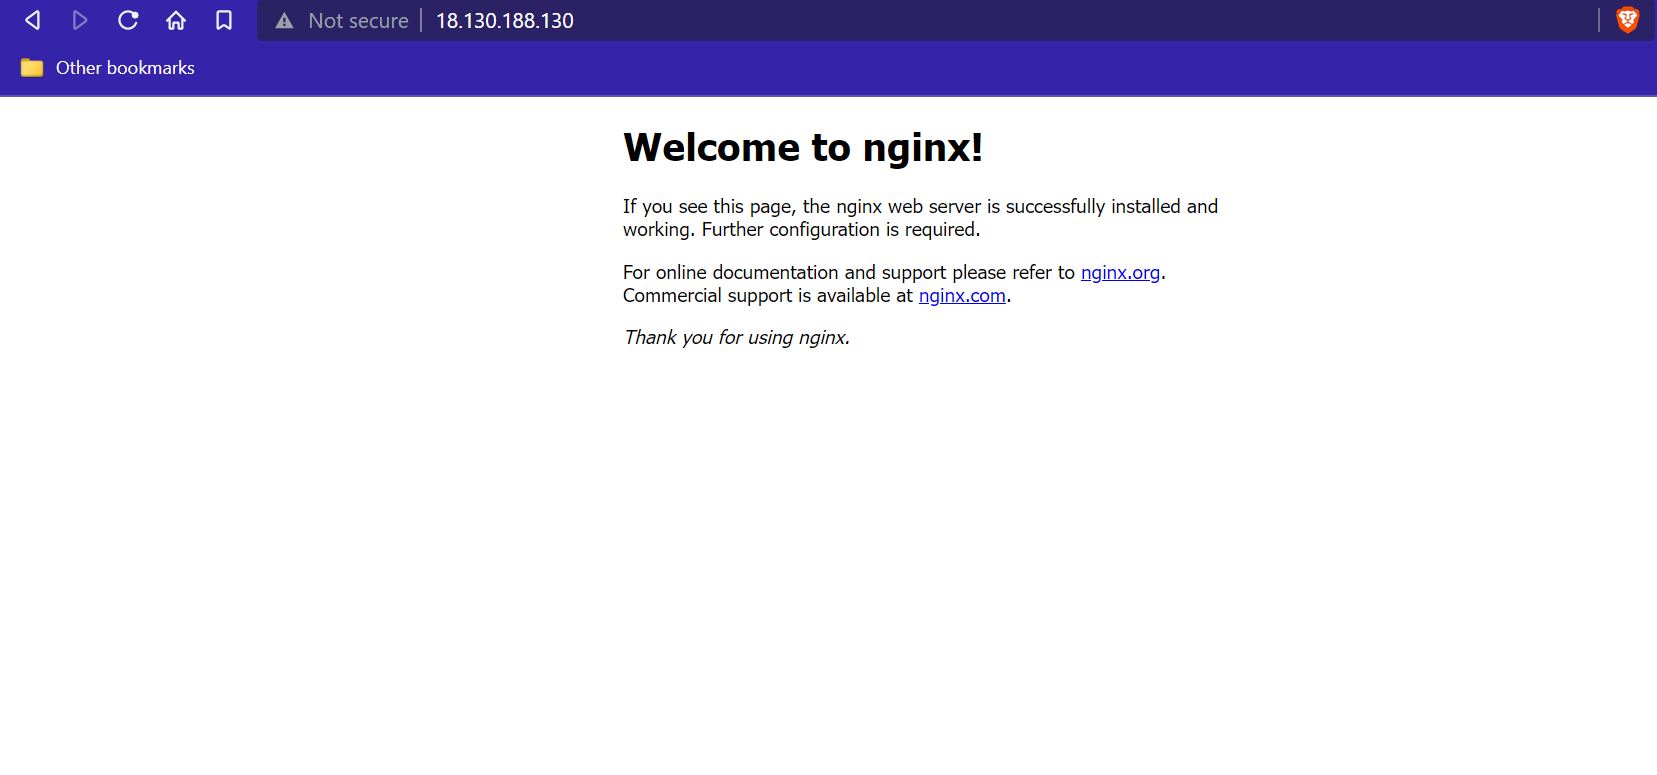 Not secure 18.130.188.130
Other bookmarks
Welcome to nginx!
If you see this page, the nginx web server is successfully installed and
working. Further configuration is required.
For online documentation and support please refer to nginx.org.
Commercial support is available at nginx.com.
Thank you for using nginx.